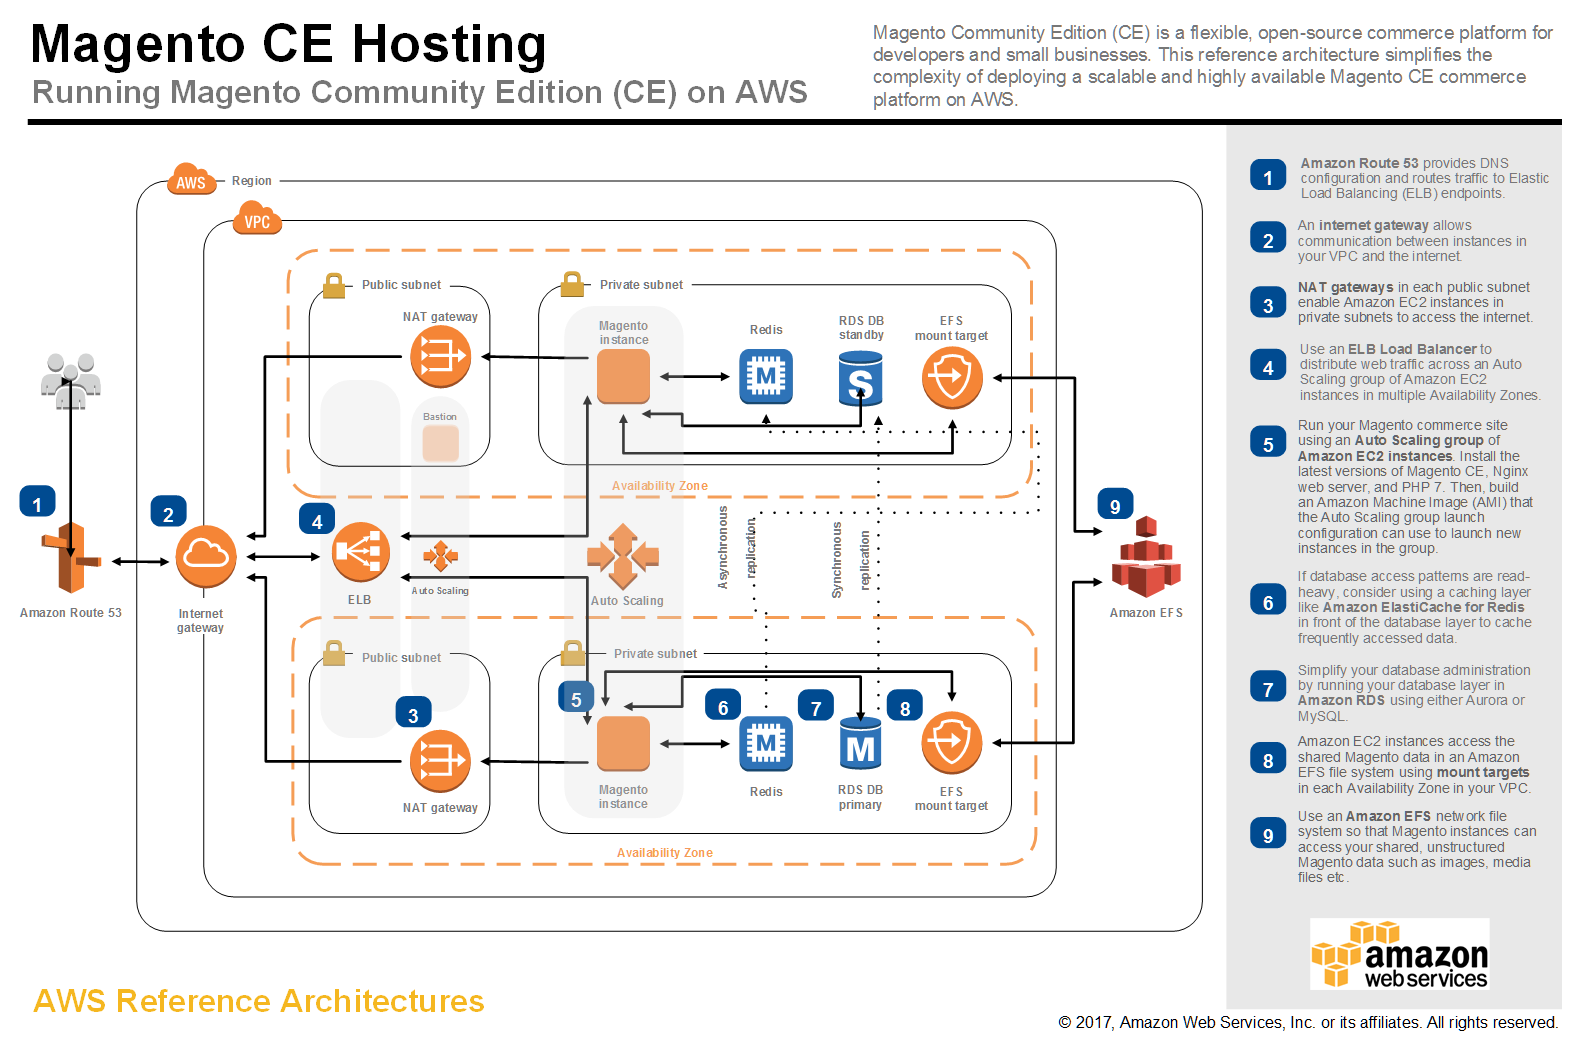 Magento CE Hosting
Running Magento Community Edition (CE) on AWS
Magento Community Edition (CE) is a flexible, open-source commerce platform for
developers and small businesses. This reference architecture simplifies the
complexity of deploying a scalable and highly available Magento CE commerce
platform on AWS.
AWS
Region
VPC
Public subnet
NAT gateway
Bastion
Private subnet
Magento
instance
Redis
RDS DB
standby
M
S
EFS
mount target
Availability Zone
1
Amazon Route 53
2
Internet
gateway
4
ELB
Auto Scaling
Auto Scaling
Asynchronous
replication
Synchronous
replication
9
Amazon EFS
Public subnet
3
NAT gateway
Private subnet
5
6
7
8
M
M
Magento
instance
Redis
RDS DB
primary
EFS
mount target
Availability Zone
1
Amazon Route 53 provides DNS
configuration and routes traffic to Elastic
Load Balancing (ELB) endpoints.
2
An internet gateway allows
communication between instances in
your VPC and the internet.
3
NAT gateways in each public subnet
enable Amazon EC2 instances in
private subnets to access the internet.
4
Use an ELB Load Balancer to
distribute web traffic across an Auto
Scaling group of Amazon EC2
instances in multiple Availability Zones.
5
Run your Magento commerce site
using an Auto Scaling group of
Amazon EC2 instances. Install the
latest versions of Magento CE, Nginx
web server, and PHP 7. Then, build
an Amazon Machine Image (AMI) that
the Auto Scaling group launch
configuration can use to launch new
instances in the group.
6
If database access patterns are read-
heavy, consider using a caching layer
like Amazon ElastiCache for Redis
in front of the database layer to cache
frequently accessed data.
7
Simplify your database administration
by running your database layer in
Amazon RDS using either Aurora or
MySQL.
8
Amazon EC2 instances access the
shared Magento data in an Amazon
EFS file system using mount targets
in each Availability Zone in your VPC.
9
Use an Amazon EFS network file
system so that Magento instances can
access your shared, unstructured
Magento data such as images, media
files etc.
amazon
web services
AWS Reference Architectures
© 2017, Amazon Web Services, Inc. or its affiliates. All rights reserved.